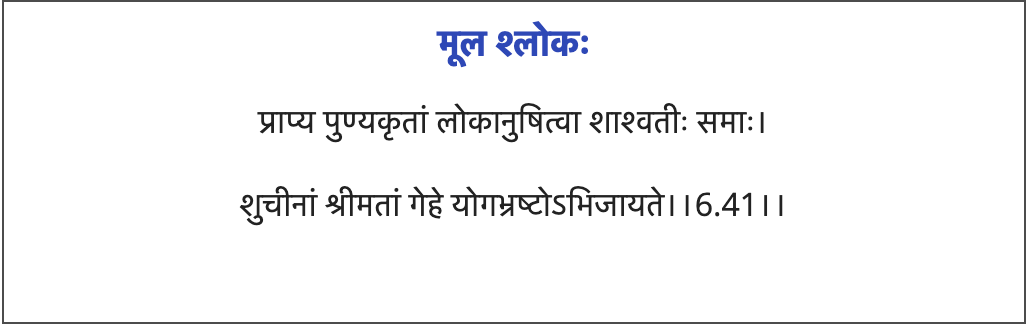 मूल श्लोकः
प्राप्य पुण्यकृतां लोकानुषित्वा शाश्वतीः समाः।
शुचीनां श्रीमतां गेहे योगभ्रष्टोऽभिजायते।।6.41।।